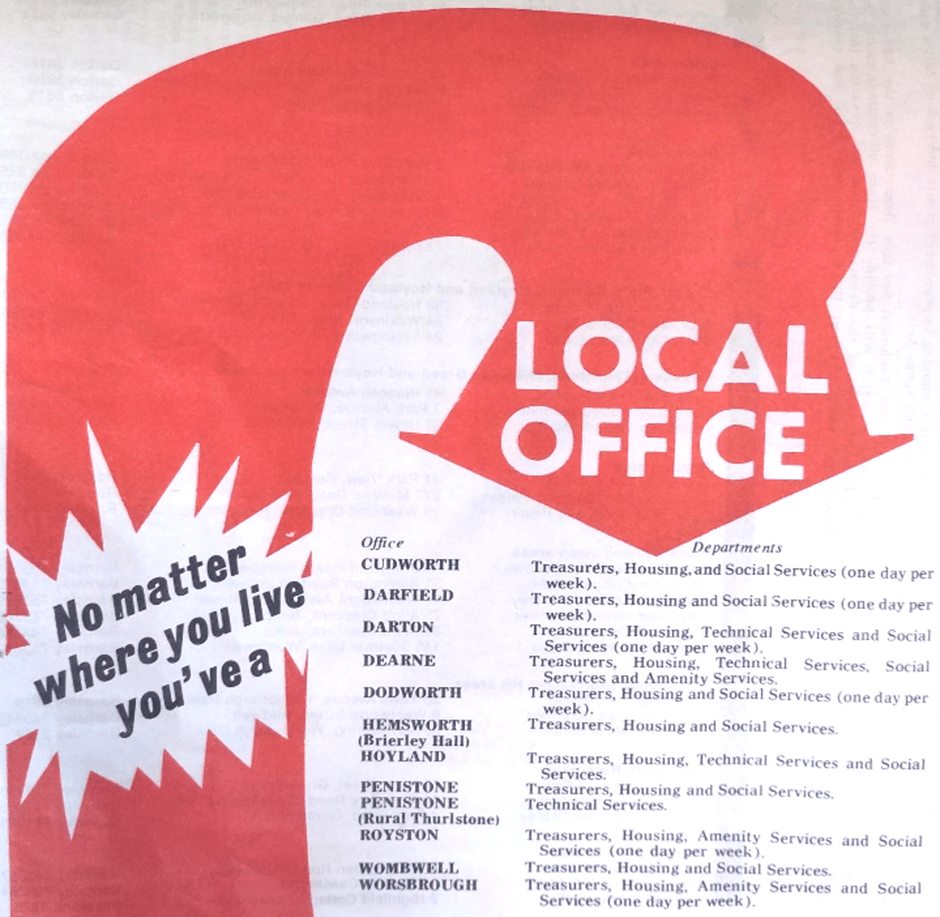 LOCAL
OFFICE
No matter
where you live
you've a
Office Departments
CUDWORTH Treasurers, Housing, and Social Services (one day per
week).
DARFIELD Treasurers, Housing and Social Services (one day per
week).
DARTON Treasurers, Housing, Technical Services and Social
Services (one day per week).
DEARNE Treasurers, Housing, Technical Services, Social
Services and Amenity Services.
DODWORTH Treasurers, Housing and Social Services (one day per
week).
HEMSWORTH Treasurers, Housing and Social Services.
(Brierley Hall)
HOYLAND Treasurers, Housing, Technical Services and Social
Services.
PENISTONE Treasurers, Housing and Social Services.
PENISTONE Technical Services.
(Rural Thurlstone)
ROYSTON Treasurers, Housing, Amenity Services and Social
Services (one day per week).
WOMBWELL Treasurers, Housing and Social Services.
WORSBROUGH Treasurers, Housing, Amenity Services and Social
Services (one day per week).